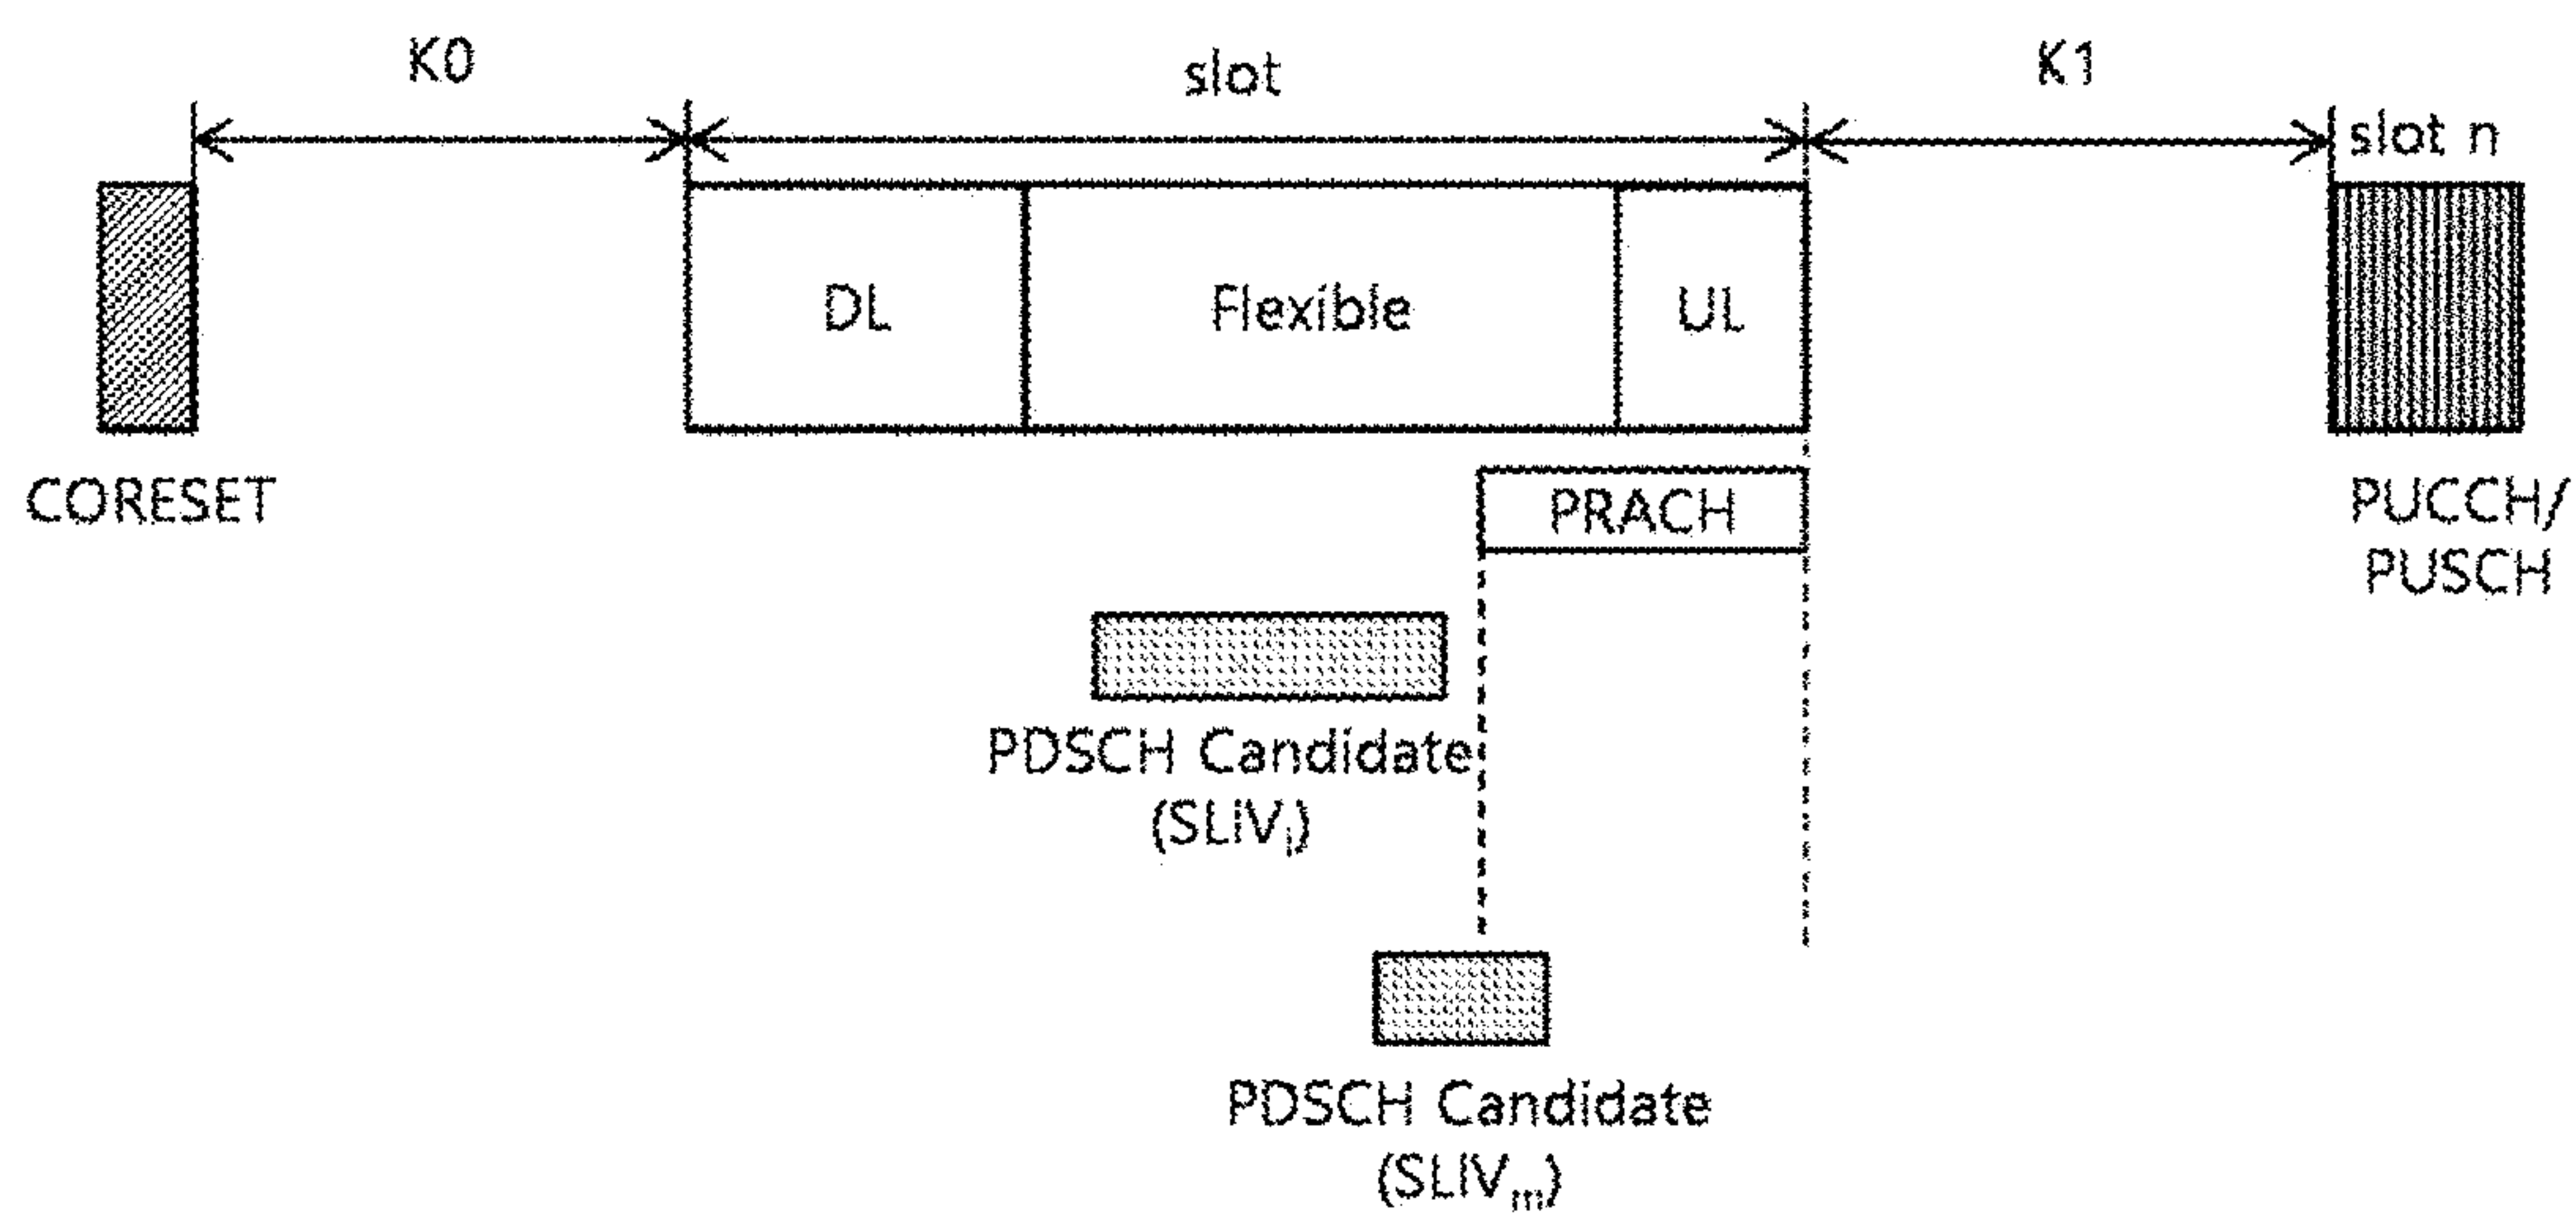 K0
slot
K1
slot n
DL
Flexible
UL
CORESET
PRACH
PUCCH/
PUSCH
PDSCH Candidate
(SLIVⱼ)
PDSCH Candidate
(SLIVₘ)